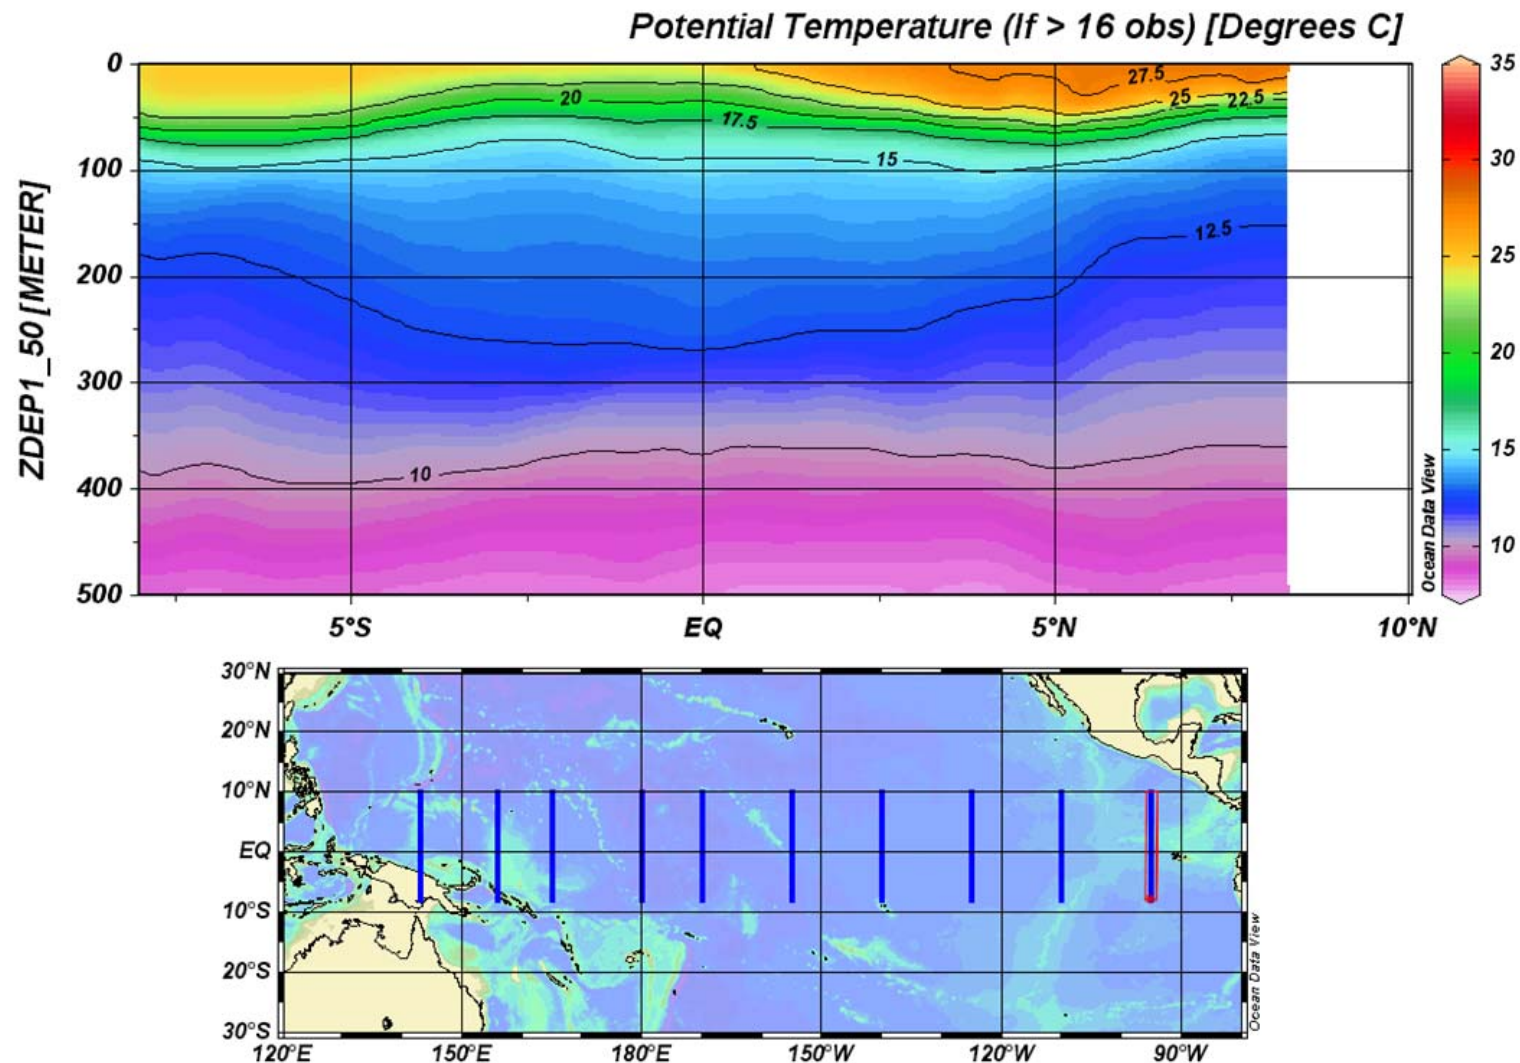 Potential Temperature (If > 16 obs) [Degrees C]
ZDEP1_50 [METER]
0
100
200
300
400
500
27.5
25
22.5
20
17.5
15
12.5
10
5°S
EQ
5°N
10°N
Ocean Data View
35
30
25
20
15
10
30°N
20°N
10°N
EQ
10°S
20°S
30°S
120°E
150°E
180°E
150°W
120°W
90°W
Ocean Data View